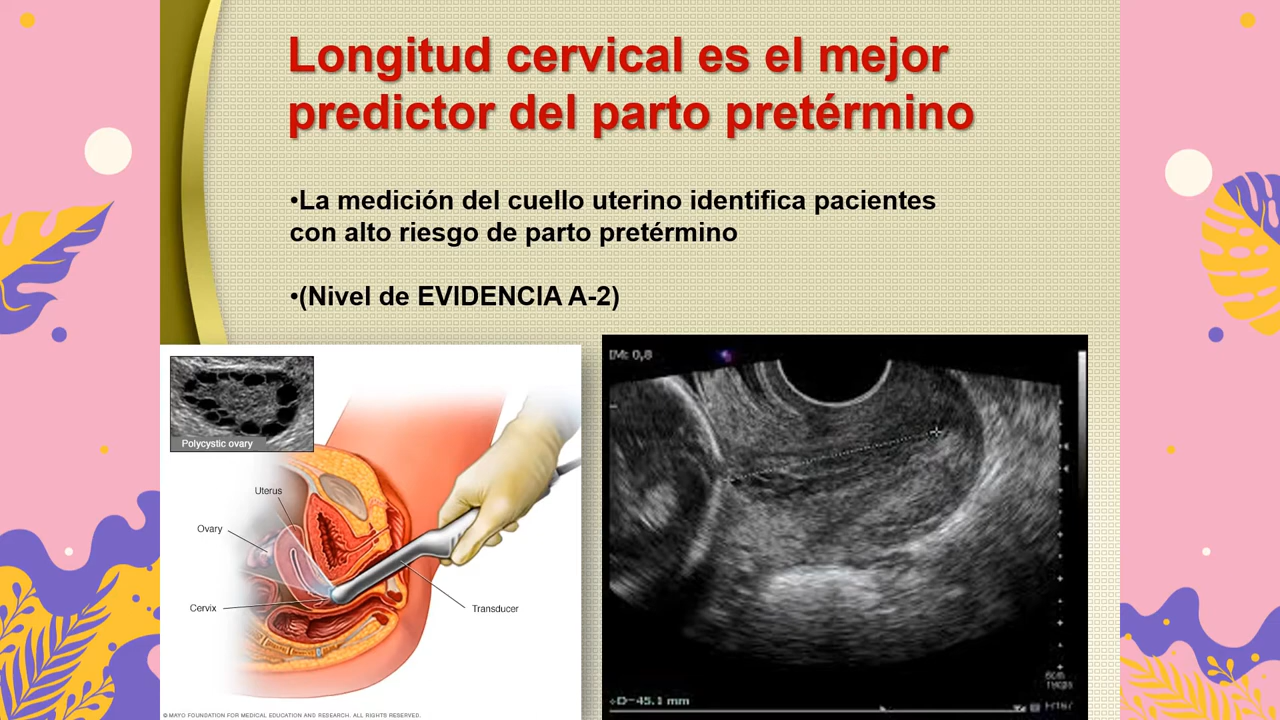 Longitud cervical es el mejor
predictor del parto pretérmino
•La medición del cuello uterino identifica pacientes
con alto riesgo de parto pretérmino
•(Nivel de EVIDENCIA A-2)
Polycystic ovary
Uterus
Ovary
Cervix
Transducer
© MAYO FOUNDATION FOR MEDICAL EDUCATION AND RESEARCH. ALL RIGHTS RESERVED.
IM: 0,8
D=45.1 mm